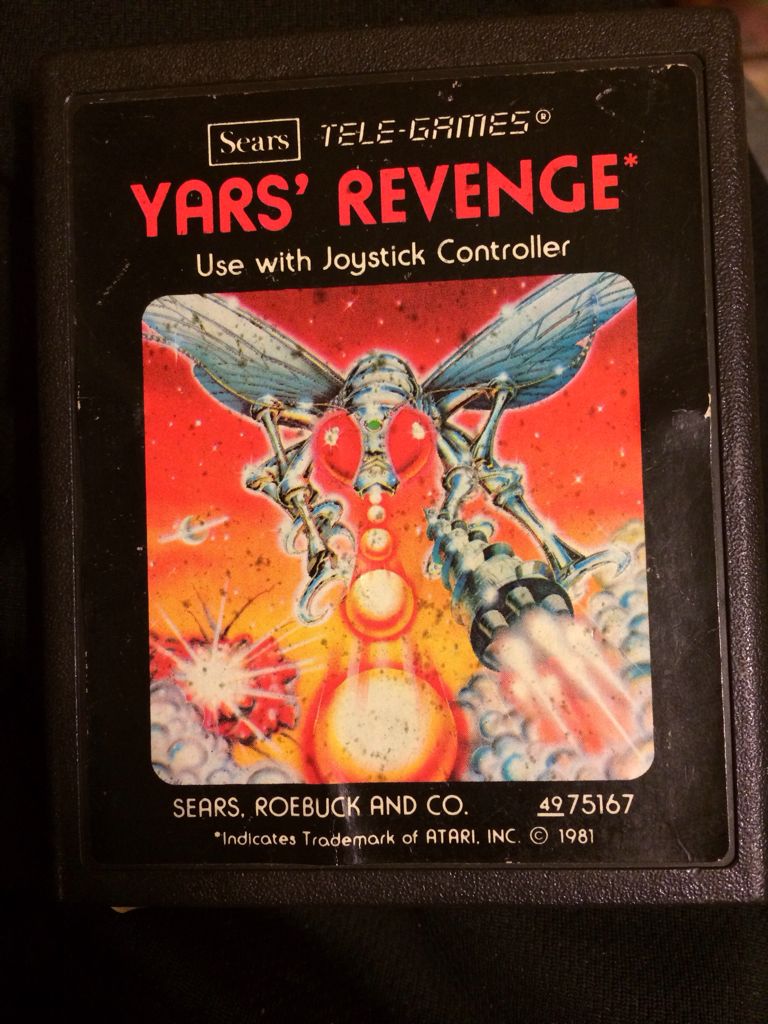 Sears TELE-GAMES®
YARS' REVENGE*
Use with Joystick Controller
SEARS, ROEBUCK AND CO. 49 75167
*Indicates Trademark of ATARI, INC. © 1981